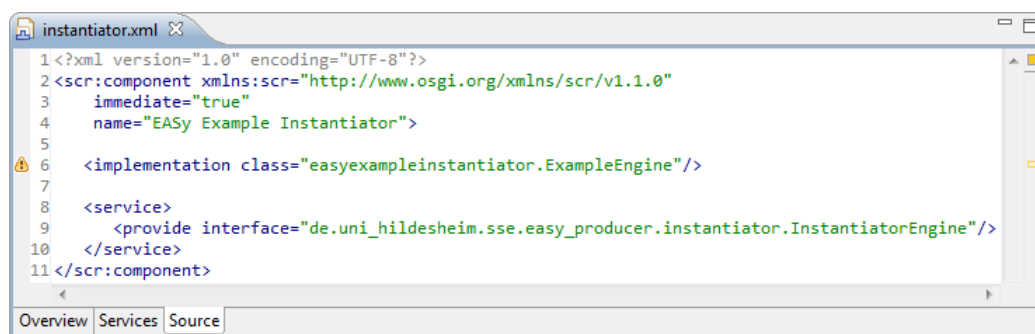 instantiator.xml
1 <?xml version="1.0" encoding="UTF-8"?>
2 <scr:component xmlns:scr="http://www.osgi.org/xmlns/scr/v1.1.0"
3     immediate="true"
4     name="EASy Example Instantiator">
5
6    <implementation class="easyexampleinstantiator.ExampleEngine"/>
7
8    <service>
9       <provide interface="de.uni_hildesheim.sse.easy_producer.instantiator.InstantiatorEngine"/>
10    </service>
11 </scr:component>
Overview Services Source